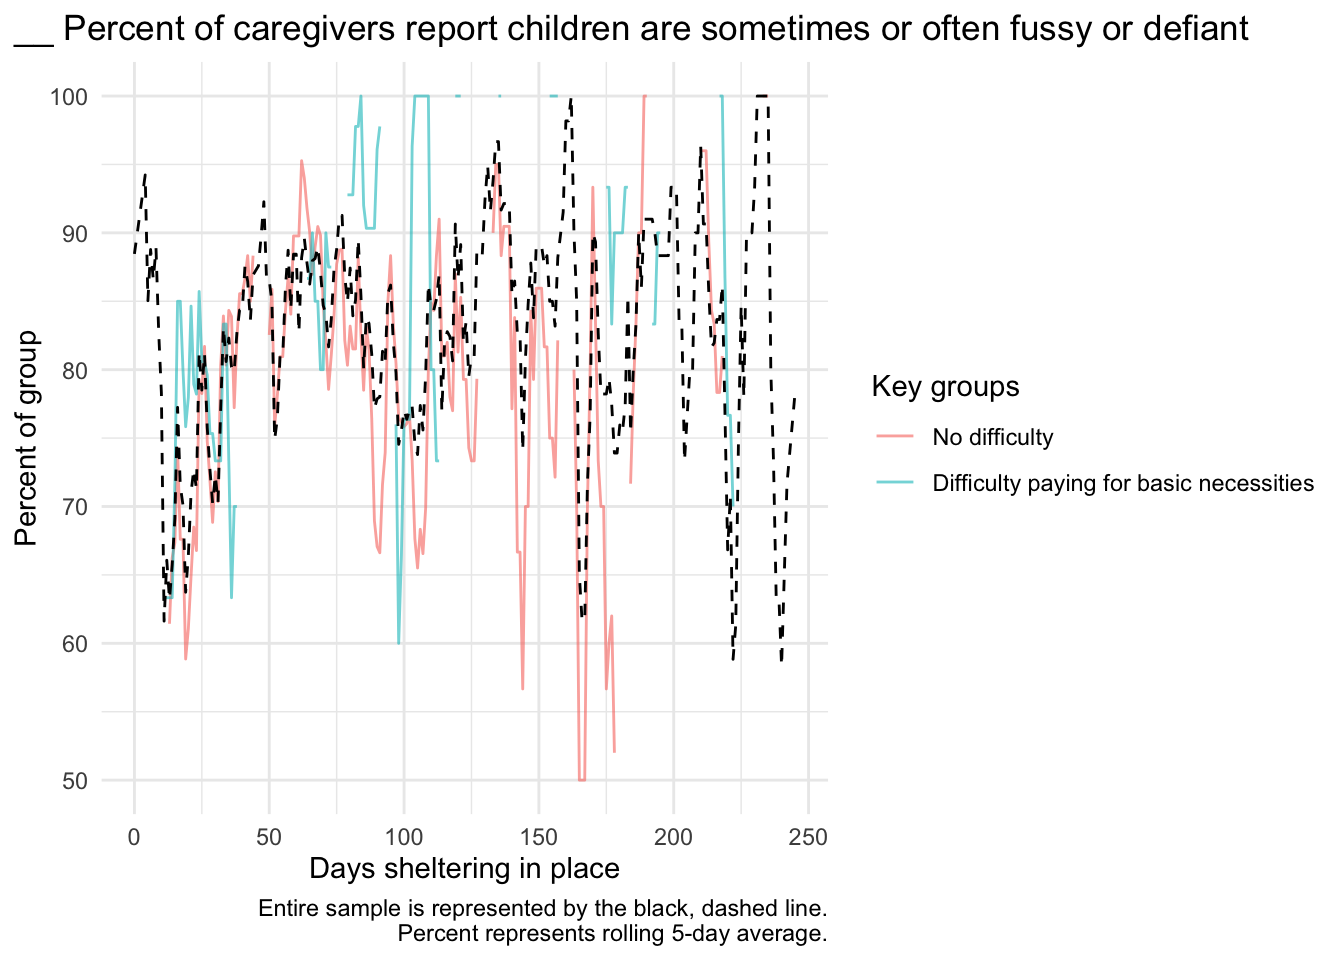 __ Percent of caregivers report children are sometimes or often fussy or defiant
Percent of group
100
90
80
70
60
50
0 50 100 150 200 250
Days sheltering in place
Key groups
No difficulty
Difficulty paying for basic necessities
Entire sample is represented by the black, dashed line.
Percent represents rolling 5-day average.